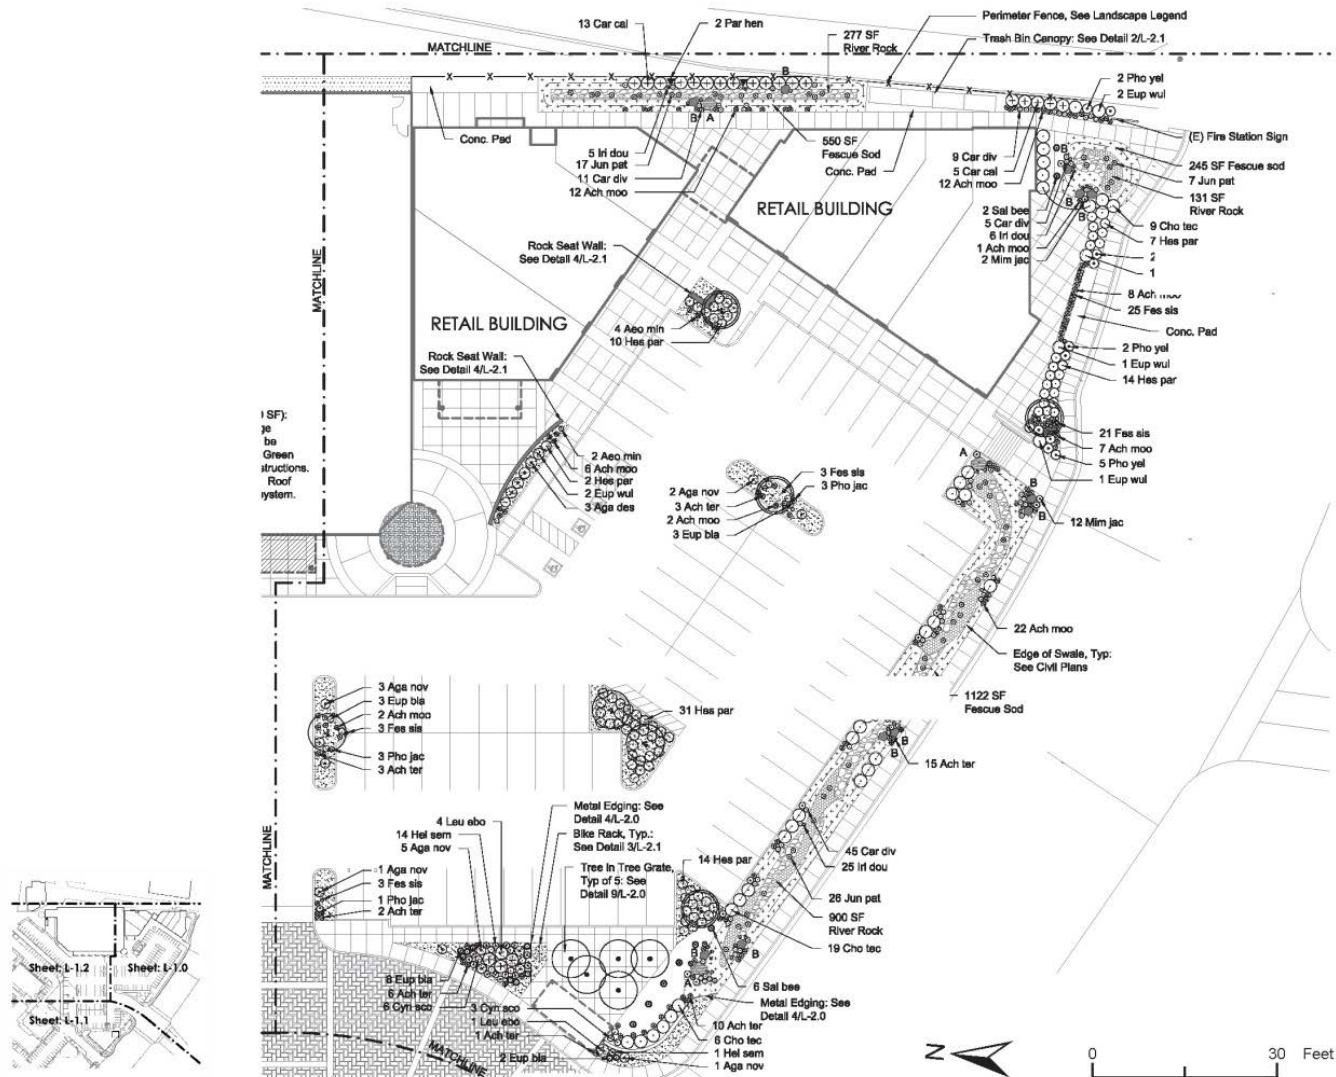 13 Car cal
2 Par hen
Perimeter Fence, See Landscape Legend
277 SF
River Rock
Trash Bin Canopy: See Detail 2/L-2.1
MATCHLINE
X X X X X X X X X X X
B
2 Pho yel
2 Eup wul
B A
(E) Fire Station Sign
Conc. Pad
5 Iri dou
17 Jun pat
11 Car div
12 Ach moo
550 SF
Fescue Sod
Conc. Pad
9 Car div
5 Car cal
12 Ach moo
B
245 SF Fescue sod
7 Jun pat
131 SF
River Rock
RETAIL BUILDING
2 Sal bee
5 Car div
6 Iri dou
1 Ach moo
2 Mim jac
B
B
9 Cho tec
7 Hes par
2
1
Rock Seat Wall:
See Detail 4/L-2.1
MATCHLINE
8 Ach moo
25 Fes sis
Conc. Pad
4 Aeo min
10 Hes par
RETAIL BUILDING
2 Pho yel
1 Eup wul
14 Hes par
Rock Seat Wall:
See Detail 4/L-2.1
SF):
be
Green
structions.
Roof
ystem.
21 Fes sis
7 Ach moo
5 Pho yel
1 Eup wul
2 Aeo min
6 Ach moo
2 Hes par
2 Eup wul
3 Aga des
A
3 Fes sis
3 Pho jac
2 Aga nov
3 Ach ter
2 Ach moo
3 Eup bla
B
B
12 Mim jac
22 Ach moo
Edge of Swale, Typ:
See Civil Plans
1122 SF
Fescue Sod
3 Aga nov
3 Eup bla
2 Ach moo
3 Fes sis
3 Pho jac
3 Ach ter
31 Hes par
B
B
15 Ach ter
4 Leu ebo
14 Hel sem
5 Aga nov
Metal Edging: See
Detail 4/L-2.0
Bike Rack, Typ.:
See Detail 3/L-2.1
Tree In Tree Grate,
Typ of 5: See
Detail 9/L-2.0
MATCHLINE
14 Hes par
45 Car div
25 Iri dou
26 Jun pat
900 SF
River Rock
19 Cho tec
1 Aga nov
3 Fes sis
1 Pho jac
2 Ach ter
B
B
A
6 Sal bee
Metal Edging: See
Detail 4/L-2.0
8 Eup bla
6 Ach ter
6 Cyn sco
3 Cyn sco
1 Leu ebo
1 Ach ter
2 Eup bla
10 Ach ter
6 Cho tec
1 Hel sem
1 Aga nov
MATCHLINE
Sheet: L-1.2
Sheet: L-1.0
Sheet: L-1.1
N
0 30 Feet